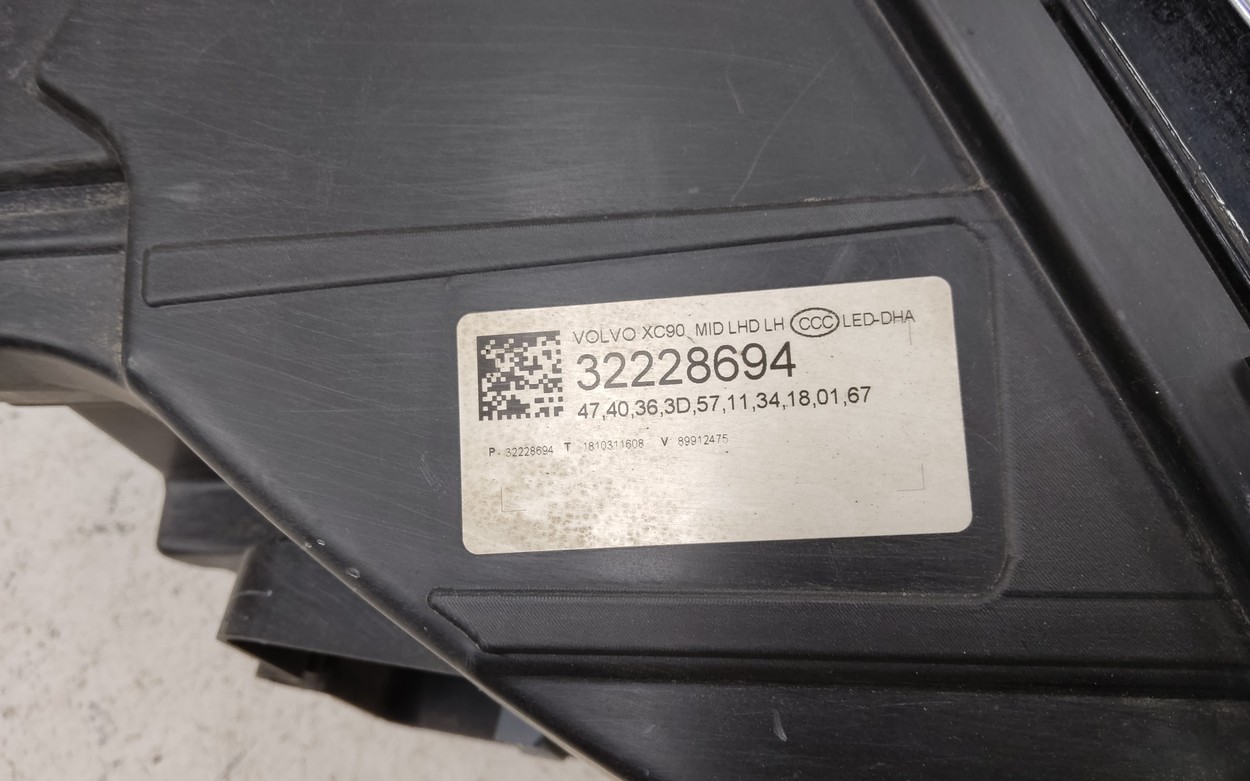 VOLVO XC90 MID LHD LH CCC LED-DHA
32228694
47,40,36,3D,57,11,34,18,01,67
P 32228694 T 1810311608 V 89912475